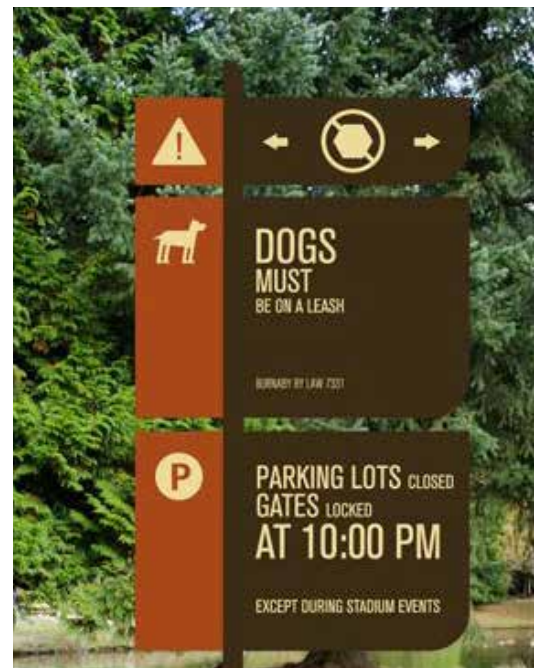 !
DOGS
MUST
BE ON A LEASH
BURNABY BY LAW 7331
P
PARKING LOTS CLOSED
GATES LOCKED
AT 10:00 PM
EXCEPT DURING STADIUM EVENTS